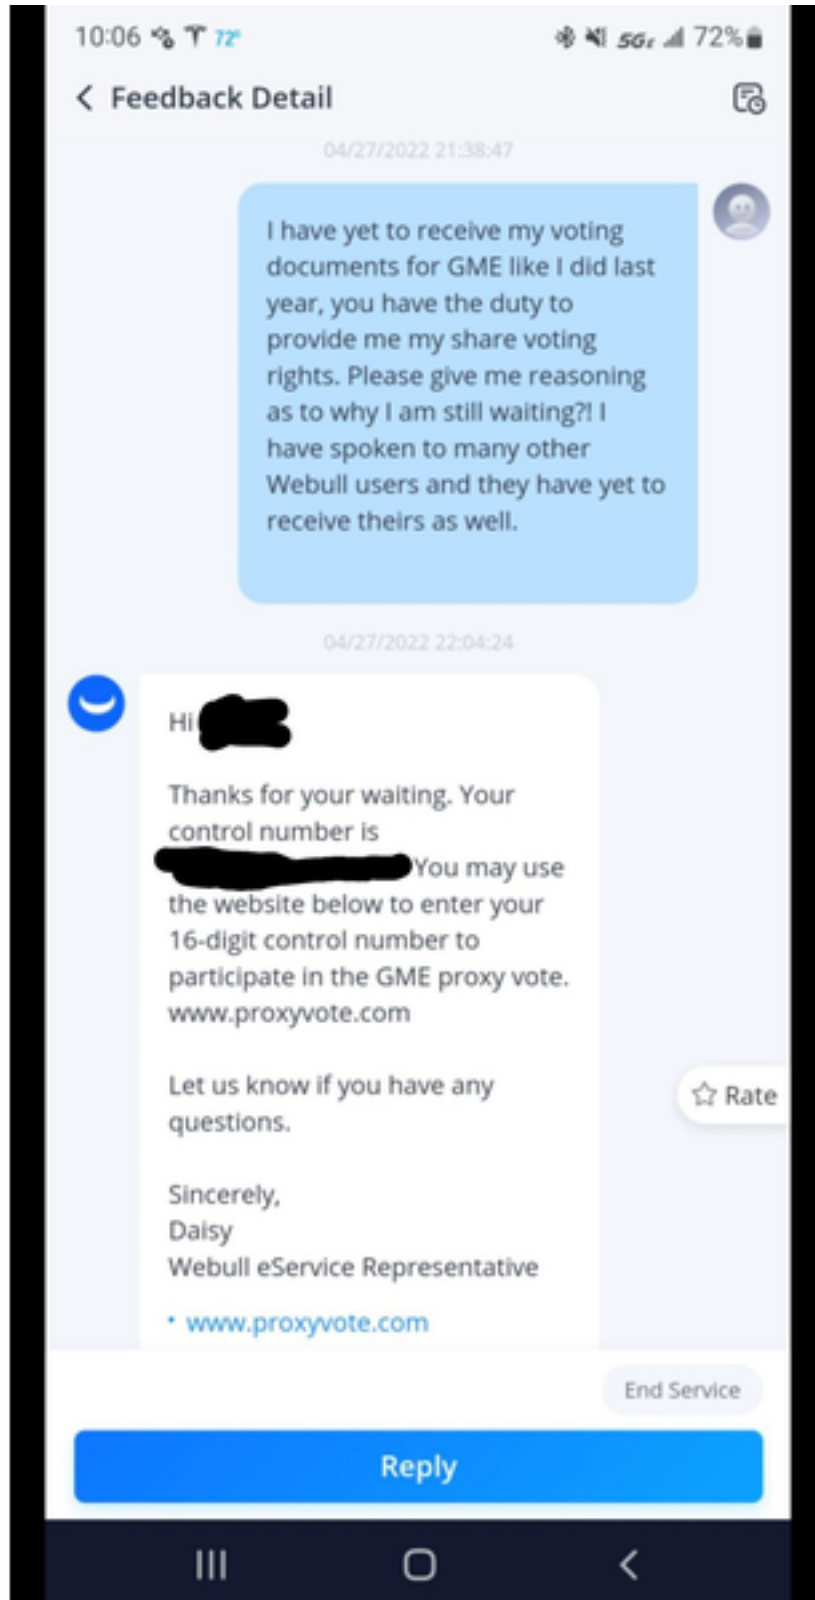 10:06 72° 5GE 72%
Feedback Detail
04/27/2022 21:38:47
I have yet to receive my voting
documents for GME like I did last
year, you have the duty to
provide me my share voting
rights. Please give me reasoning
as to why I am still waiting?! I
have spoken to many other
Webull users and they have yet to
receive theirs as well.
04/27/2022 22:04:24
Hi
Thanks for your waiting. Your
control number is
You may use
the website below to enter your
16-digit control number to
participate in the GME proxy vote.
www.proxyvote.com
Let us know if you have any
questions.
Rate
Sincerely,
Daisy
Webull eService Representative
• www.proxyvote.com
End Service
Reply